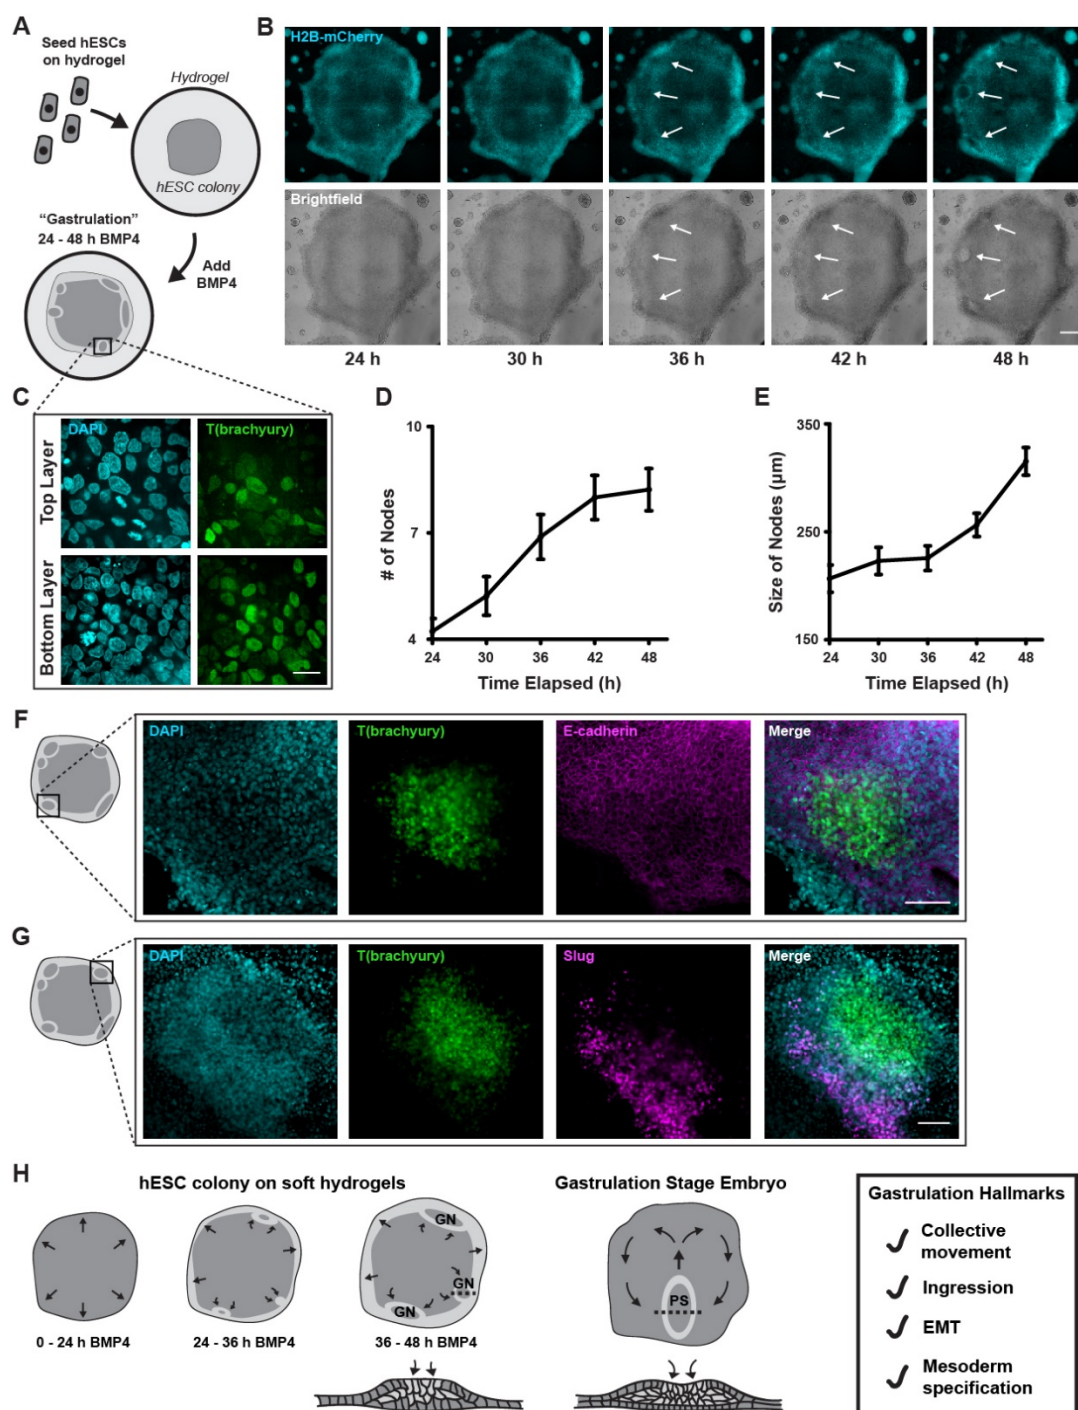 A
Seed hESCs
on hydrogel
Hydrogel
hESC colony
"Gastrulation"
24 - 48 h BMP4
Add
BMP4
B
H2B-mCherry
Brightfield
24 h
30 h
36 h
42 h
48 h
C
DAPI
T(brachyury)
Top Layer
Bottom Layer
D
10
7
4
# of Nodes
24
30
36
42
48
Time Elapsed (h)
E
350
250
150
Size of Nodes (μm)
24
30
36
42
48
Time Elapsed (h)
F
DAPI
T(brachyury)
E-cadherin
Merge
G
DAPI
T(brachyury)
Slug
Merge
H
hESC colony on soft hydrogels
GN
GN
GN
0 - 24 h BMP4
24 - 36 h BMP4
36 - 48 h BMP4
Gastrulation Stage Embryo
PS
Gastrulation Hallmarks
Collective
movement
Ingression
EMT
Mesoderm
specification